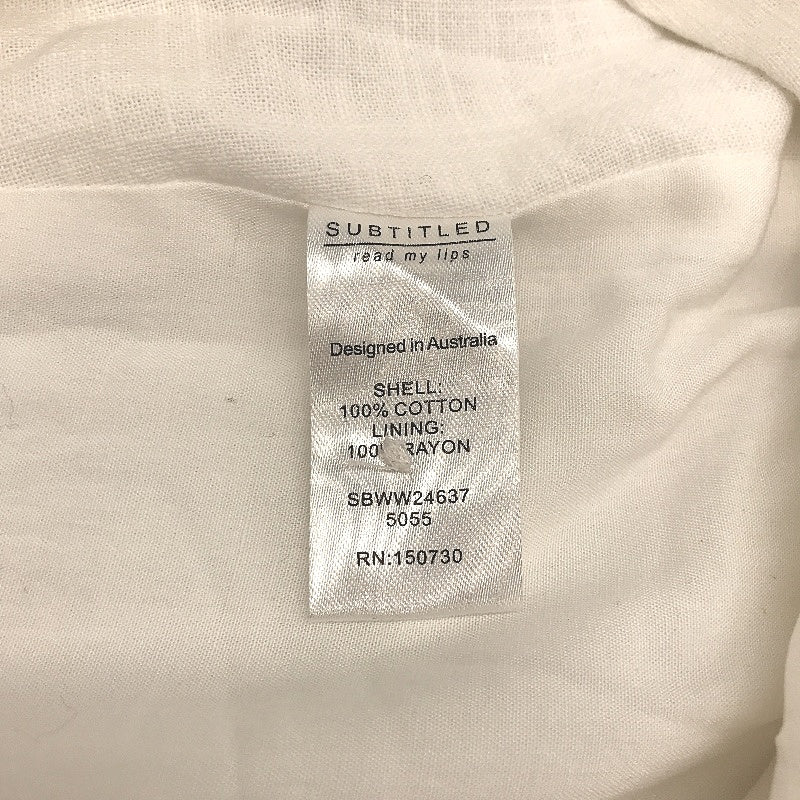 SUBTITLED
read my lips
Designed in Australia
SHELL:
100% COTTON
LINING:
100% RAYON
SBWW24637
5055
RN:150730